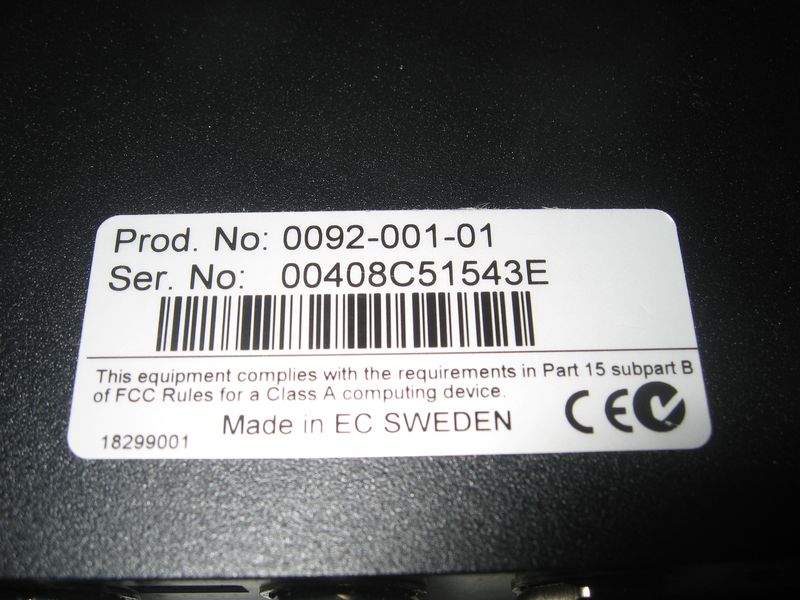 Prod. No: 0092-001-01
Ser. No: 00408C51543E
This equipment complies with the requirements in Part 15 subpart B
of FCC Rules for a Class A computing device.
Made in EC SWEDEN
18299001
CE